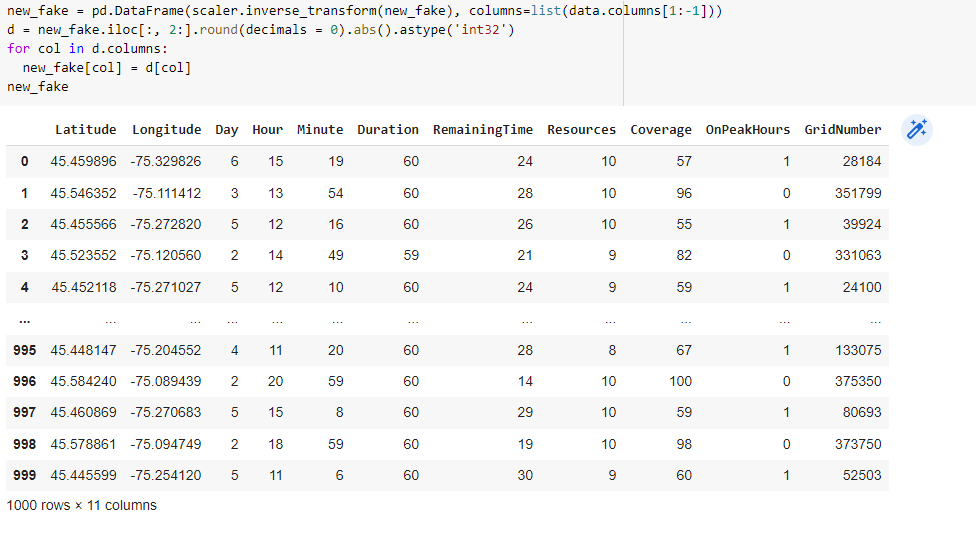 new_fake = pd.DataFrame(scaler.inverse_transform(new_fake), columns=list(data.columns[1:-1]))
d = new_fake.iloc[:, 2:].round(decimals = 0).abs().astype('int32')
for col in d.columns:
  new_fake[col] = d[col]
new_fake
Latitude Longitude Day Hour Minute Duration RemainingTime Resources Coverage OnPeakHours GridNumber
0 45.459896 -75.329826 6 15 19 60 24 10 57 1 28184
1 45.546352 -75.111412 3 13 54 60 28 10 96 0 351799
2 45.455566 -75.272820 5 12 16 60 26 10 55 1 39924
3 45.523552 -75.120560 2 14 49 59 21 9 82 0 331063
4 45.452118 -75.271027 5 12 10 60 24 9 59 1 24100
... ... ... ... ... ... ... ... ... ... ... ...
995 45.448147 -75.204552 4 11 20 60 28 8 67 1 133075
996 45.584240 -75.089439 2 20 59 60 14 10 100 0 375350
997 45.460869 -75.270683 5 15 8 60 29 10 59 1 80693
998 45.578861 -75.094749 2 18 59 60 19 10 98 0 373750
999 45.445599 -75.254120 5 11 6 60 30 9 60 1 52503
1000 rows × 11 columns